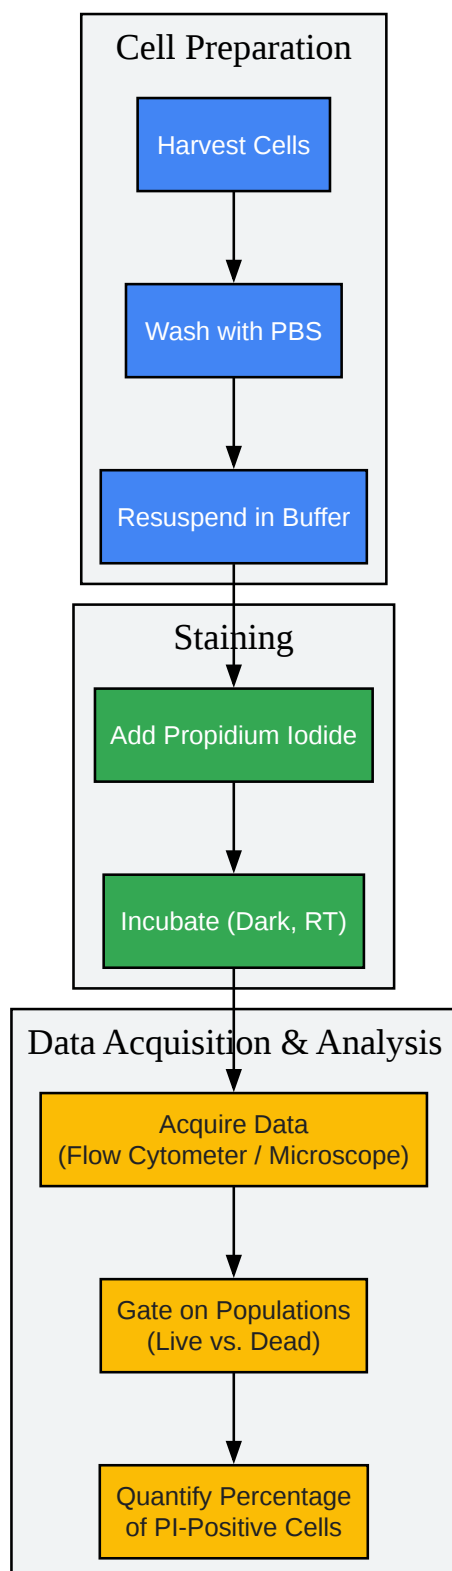 Cell Preparation
Harvest Cells
Wash with PBS
Resuspend in Buffer
Staining
Add Propidium Iodide
Incubate (Dark, RT)
Data Acquisition & Analysis
Acquire Data
(Flow Cytometer / Microscope)
Gate on Populations
(Live vs. Dead)
Quantify Percentage
of PI-Positive Cells